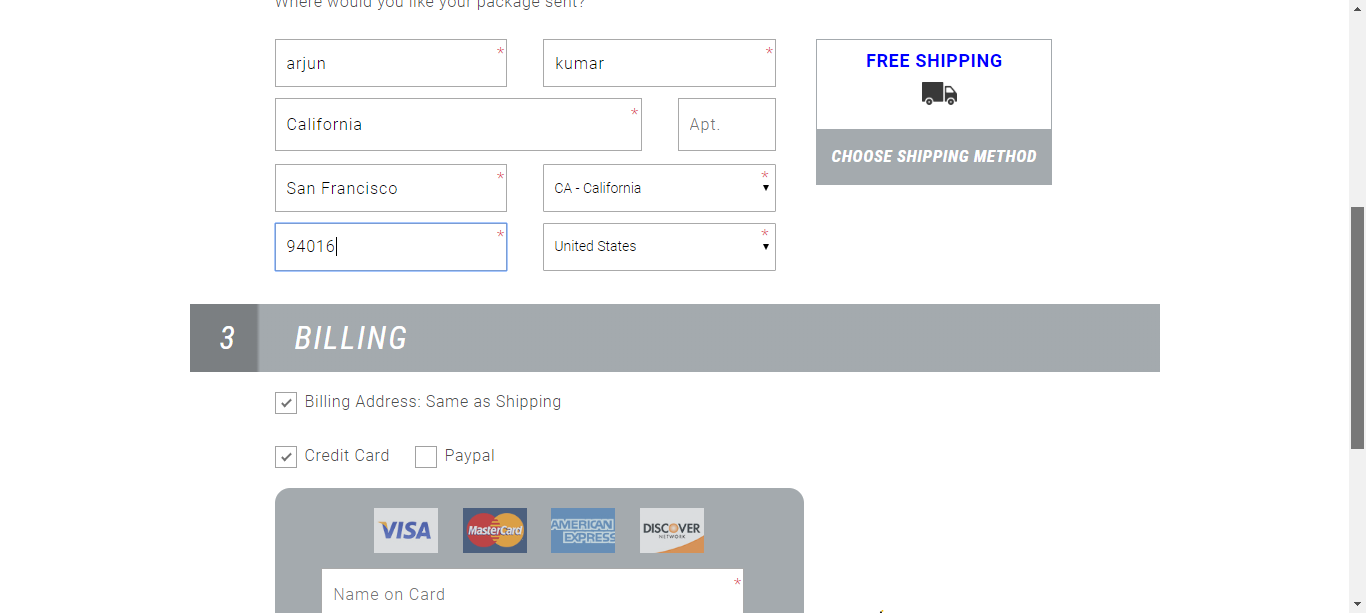 Where would you like your package sent?
arjun *
kumar *
FREE SHIPPING
California *
Apt.
CHOOSE SHIPPING METHOD
San Francisco *
CA - California *
94016 *
United States *
3 BILLING
Billing Address: Same as Shipping
Credit Card Paypal
VISA MasterCard AMERICAN EXPRESS DISCOVER NETWORK
Name on Card *